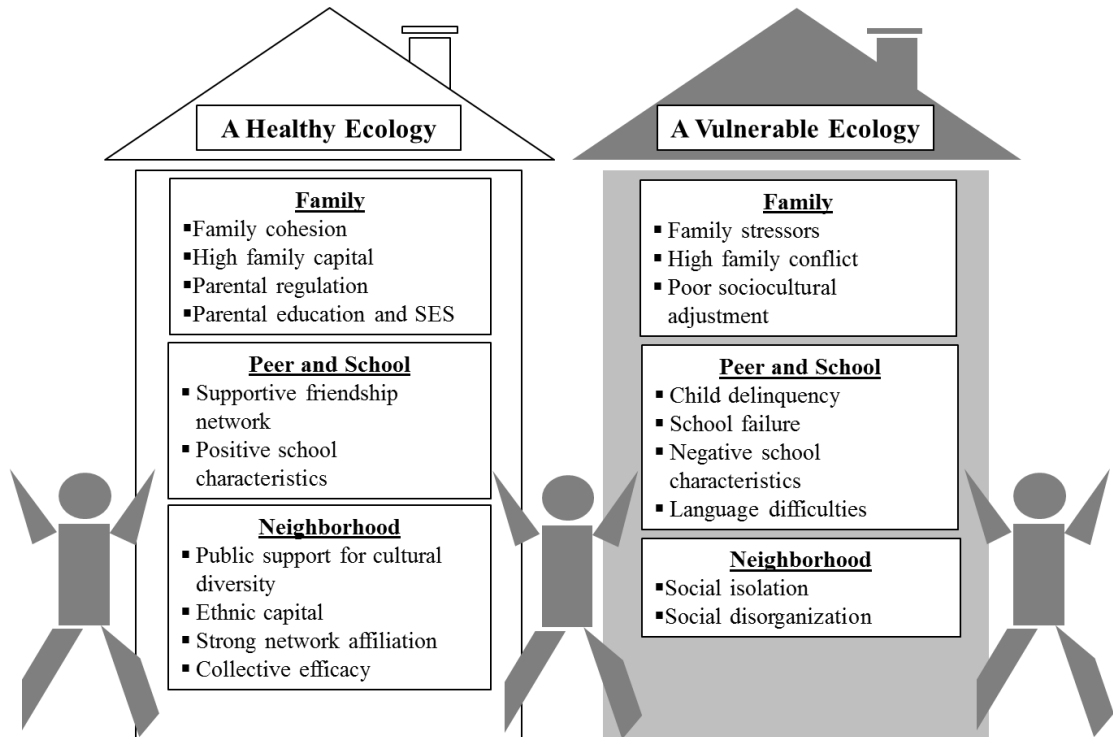 A Healthy Ecology
Family
▪Family cohesion
▪High family capital
▪Parental regulation
▪Parental education and SES
Peer and School
▪ Supportive friendship
network
▪ Positive school
characteristics
Neighborhood
▪ Public support for cultural
diversity
▪ Ethnic capital
▪ Strong network affiliation
▪ Collective efficacy
A Vulnerable Ecology
Family
▪ Family stressors
▪ High family conflict
▪ Poor sociocultural
adjustment
Peer and School
▪ Child delinquency
▪ School failure
▪ Negative school
characteristics
▪ Language difficulties
Neighborhood
▪Social isolation
▪Social disorganization